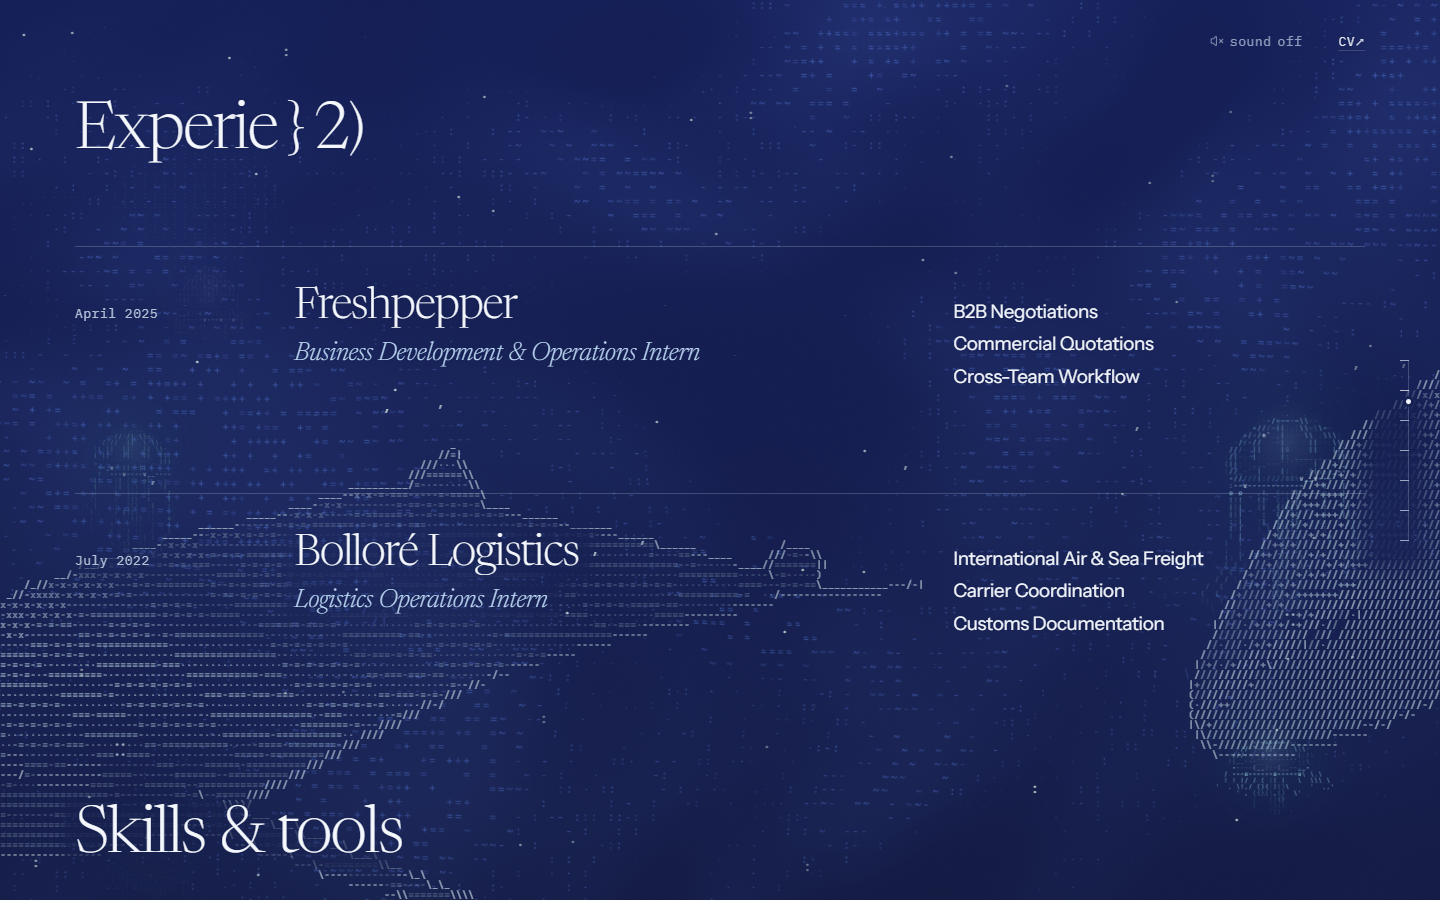 sound off
CV↗
Experie } 2)
April 2025
Freshpepper
Business Development & Operations Intern
B2B Negotiations
Commercial Quotations
Cross-Team Workflow
July 2022
Bolloré Logistics
Logistics Operations Intern
International Air & Sea Freight
Carrier Coordination
Customs Documentation
Skills & tools